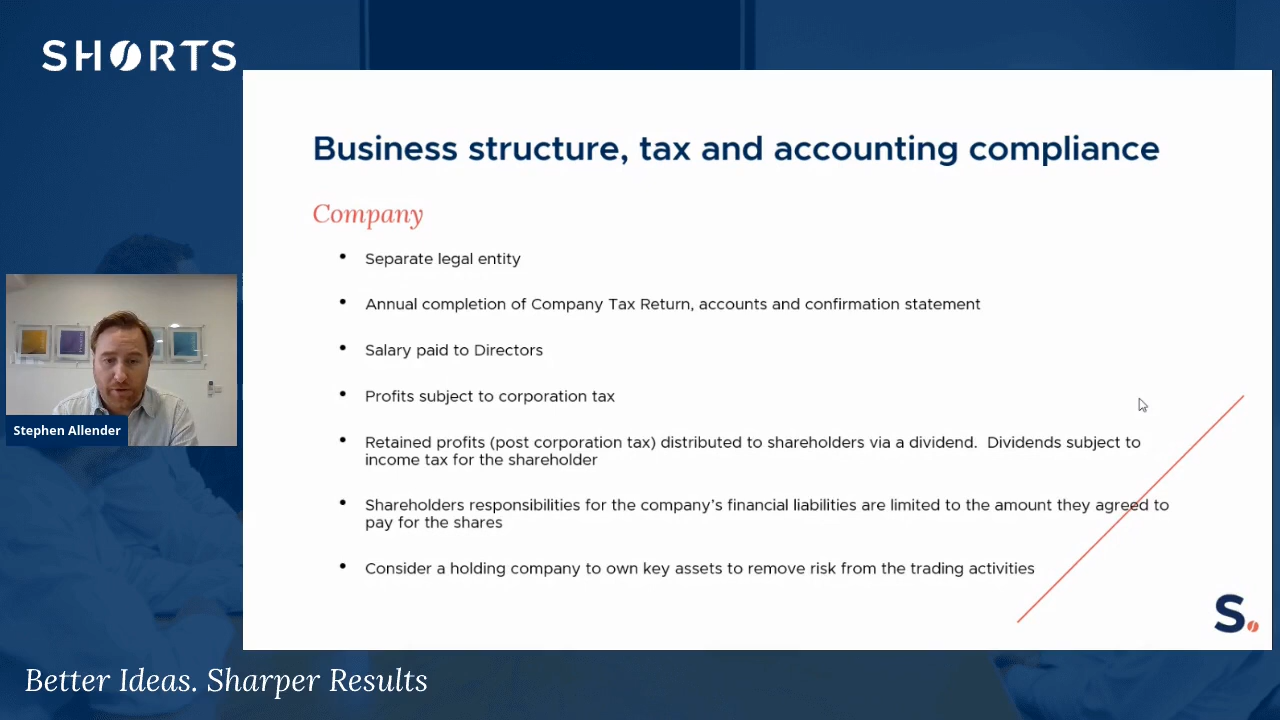 SHORTS
Business structure, tax and accounting compliance
Company
• Separate legal entity
• Annual completion of Company Tax Return, accounts and confirmation statement
• Salary paid to Directors
• Profits subject to corporation tax
• Retained profits (post corporation tax) distributed to shareholders via a dividend.  Dividends subject to
income tax for the shareholder
• Shareholders responsibilities for the company's financial liabilities are limited to the amount they agreed to
pay for the shares
• Consider a holding company to own key assets to remove risk from the trading activities
Stephen Allender
S.
Better Ideas. Sharper Results